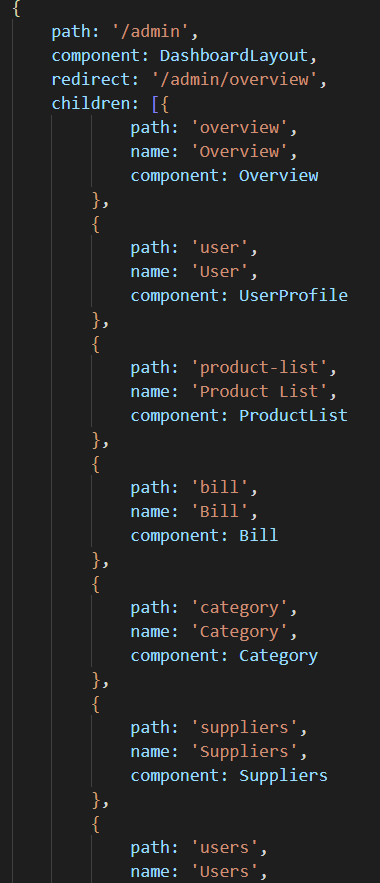 {
path: '/admin',
component: DashboardLayout,
redirect: '/admin/overview',
children: [{
path: 'overview',
name: 'Overview',
component: Overview
},
{
path: 'user',
name: 'User',
component: UserProfile
},
{
path: 'product-list',
name: 'Product List',
component: ProductList
},
{
path: 'bill',
name: 'Bill',
component: Bill
},
{
path: 'category',
name: 'Category',
component: Category
},
{
path: 'suppliers',
name: 'Suppliers',
component: Suppliers
},
{
path: 'users',
name: 'Users',